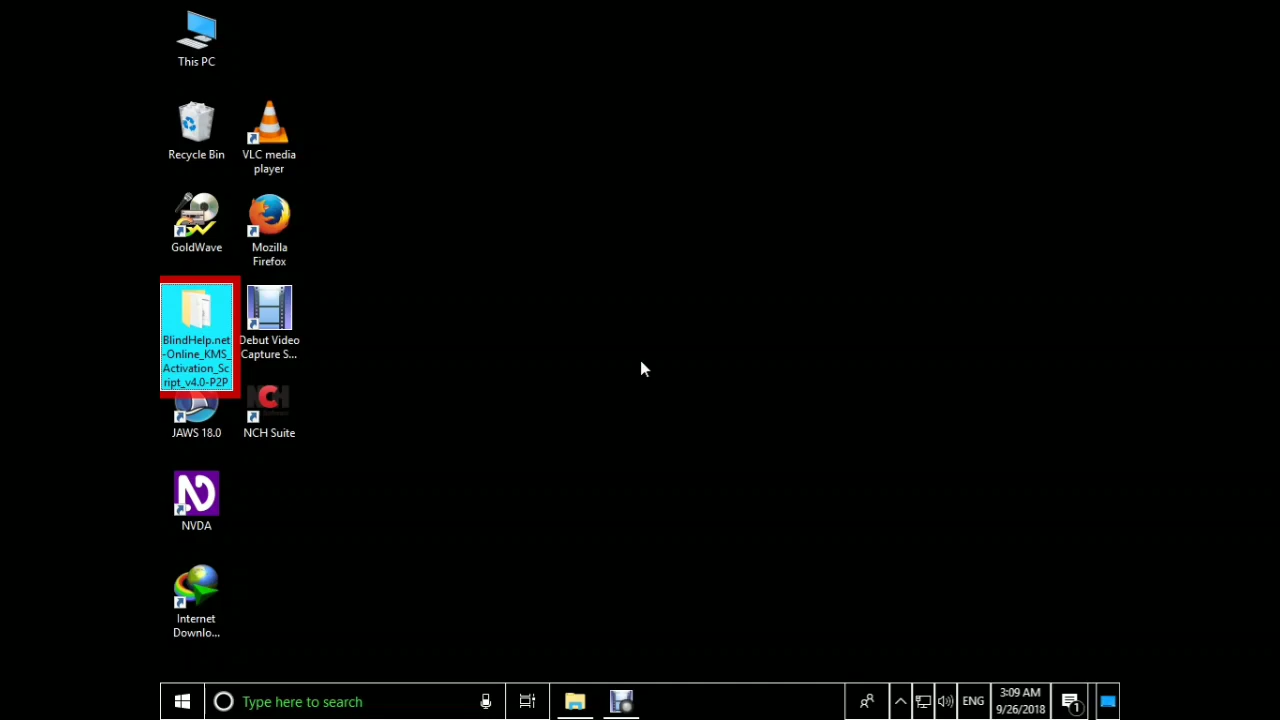 This PC
Recycle Bin
VLC media
player
GoldWave
Mozilla
Firefox
BlindHelp.net
-Online_KMS_
Activation_Sc
ript_v4.0-P2P
Debut Video
Capture S...
JAWS 18.0
NCH Suite
NVDA
Internet
Downlo...
Type here to search
ENG
3:09 AM
9/26/2018
1